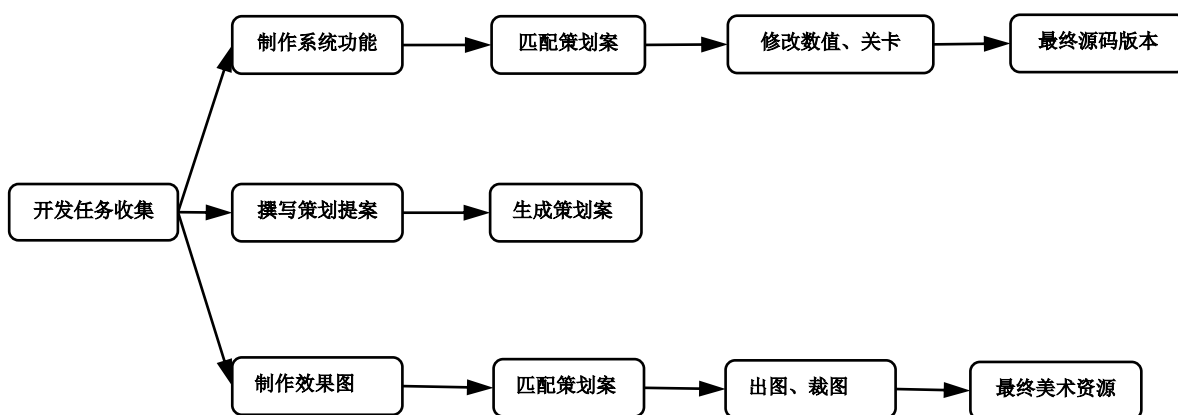 制作系统功能
匹配策划案
修改数值、关卡
最终源码版本
开发任务收集
撰写策划提案
生成策划案
制作效果图
匹配策划案
出图、裁图
最终美术资源